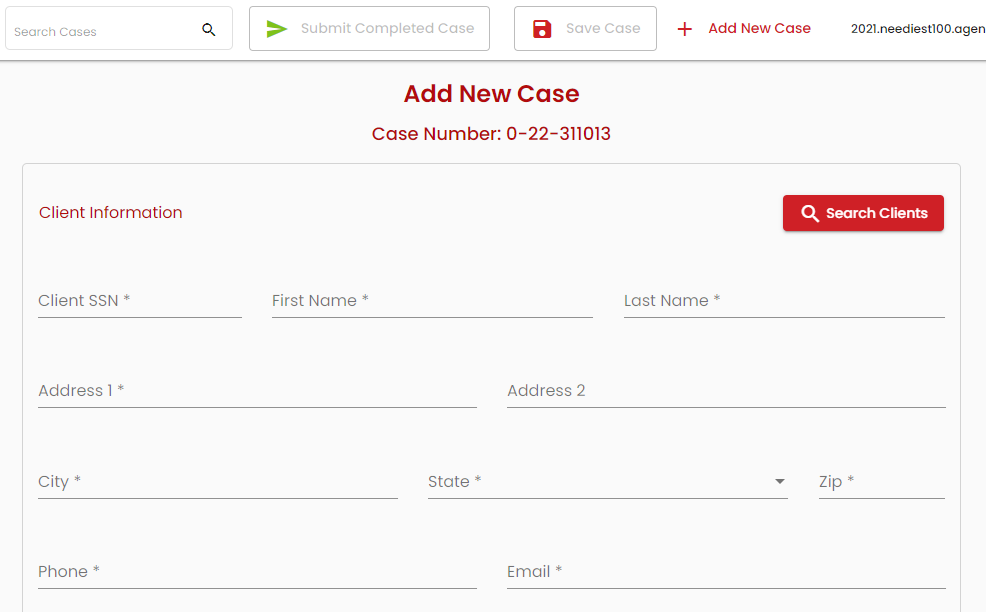 Search Cases
Submit Completed Case
Save Case
+ Add New Case
2021.neediest100.agen
Add New Case
Case Number: 0-22-311013
Client Information
Search Clients
Client SSN *
First Name *
Last Name *
Address 1 *
Address 2
City *
State *
Zip *
Phone *
Email *